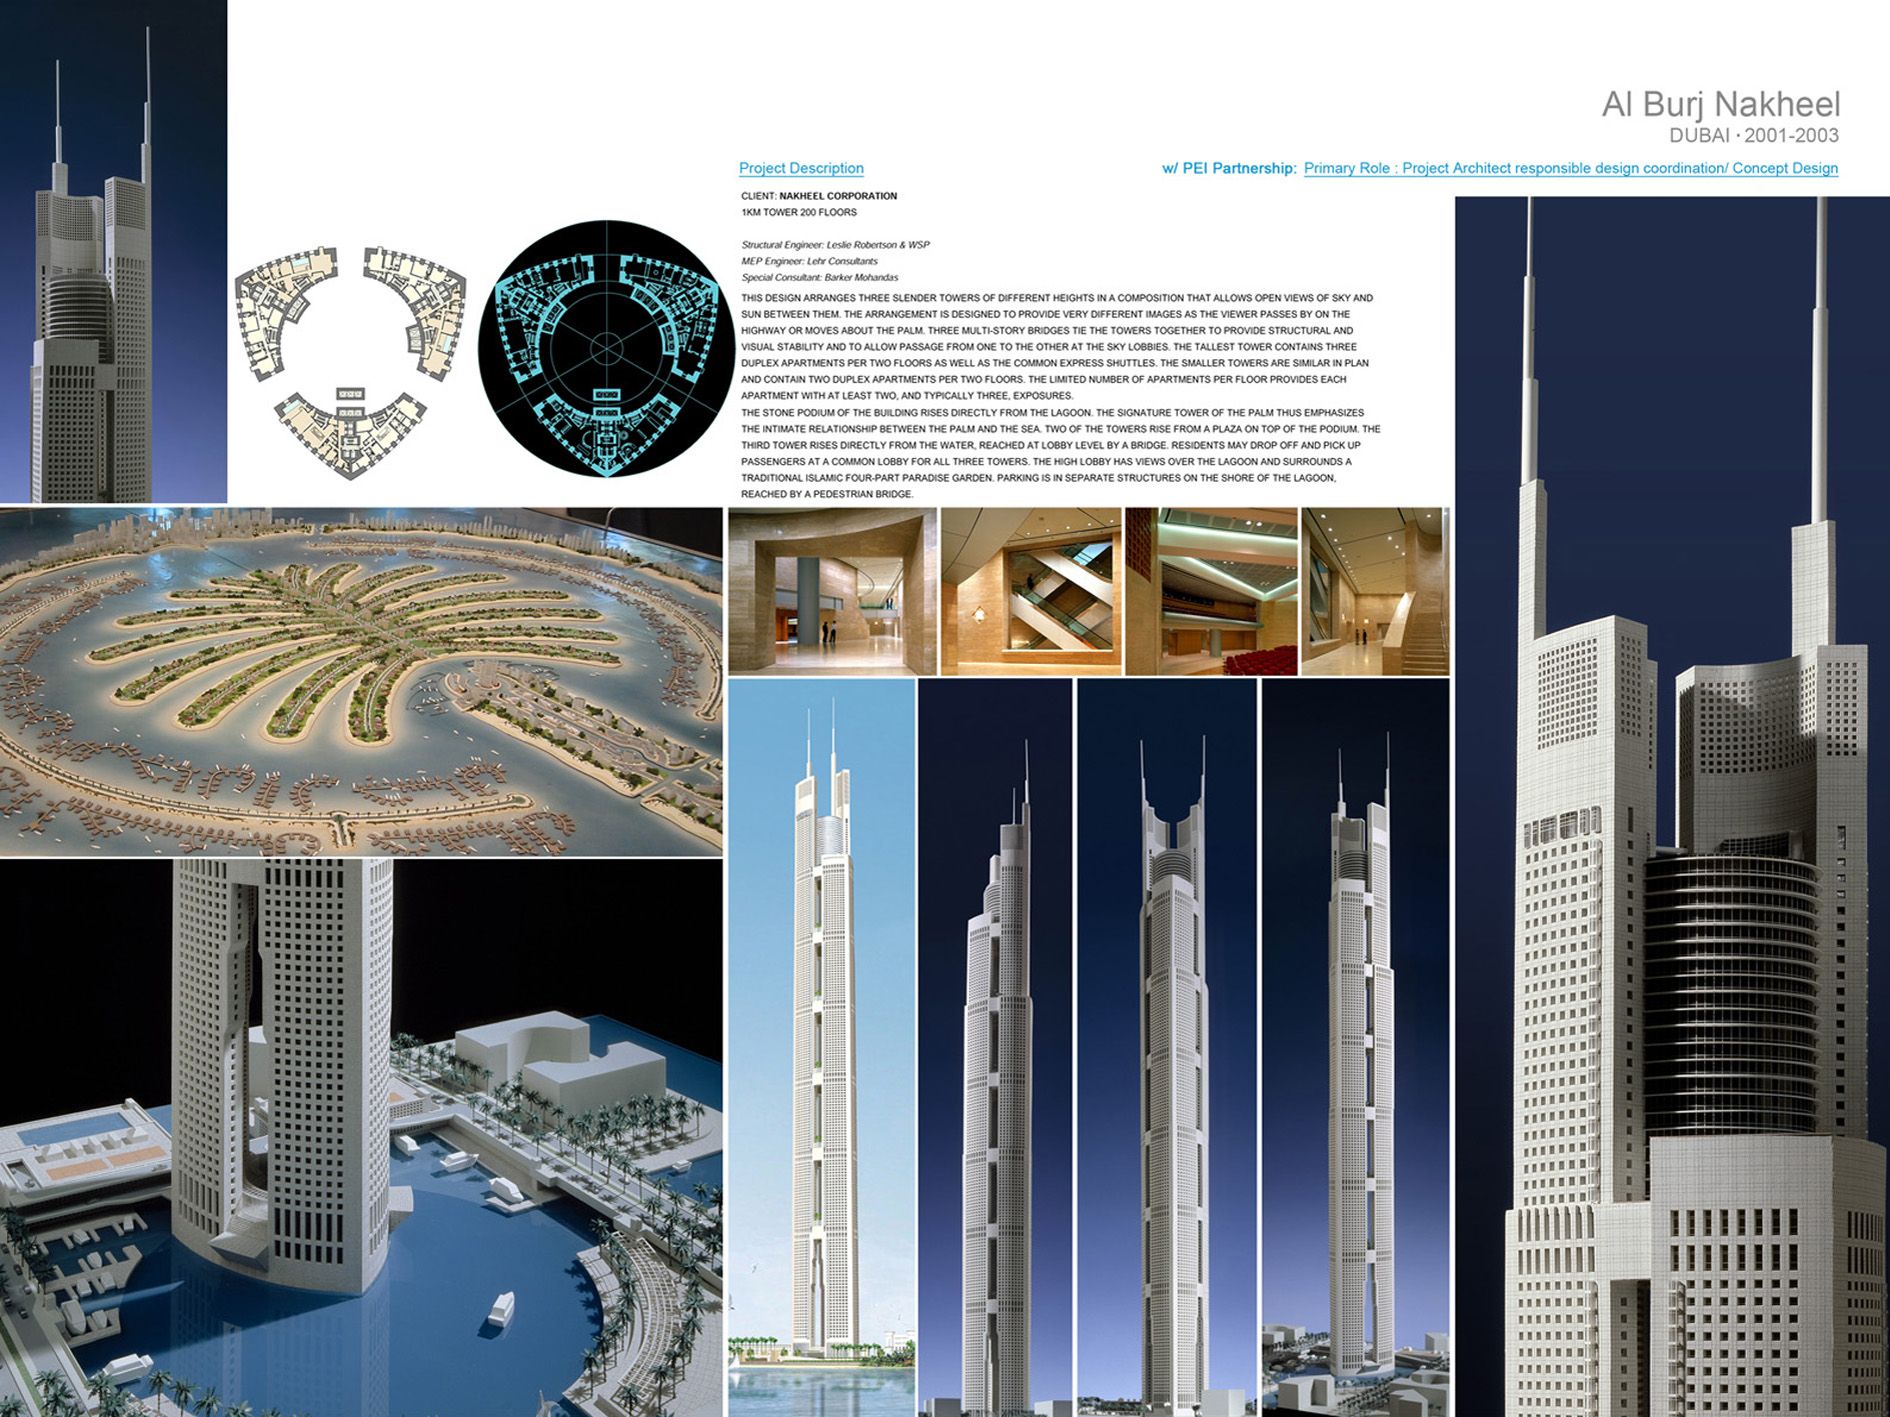 Al Burj Nakheel
DUBAI · 2001-2003
Project Description
w/ PEI Partnership: Primary Role : Project Architect responsible design coordination/ Concept Design
CLIENT: NAKHEEL CORPORATION
1KM TOWER 200 FLOORS
Structural Engineer: Leslie Robertson & WSP
MEP Engineer: Lehr Consultants
Special Consultant: Barker Mohandas
THIS DESIGN ARRANGES THREE SLENDER TOWERS OF DIFFERENT HEIGHTS IN A COMPOSITION THAT ALLOWS OPEN VIEWS OF SKY AND
SUN BETWEEN THEM. THE ARRANGEMENT IS DESIGNED TO PROVIDE VERY DIFFERENT IMAGES AS THE VIEWER PASSES BY ON THE
HIGHWAY OR MOVES ABOUT THE PALM. THREE MULTI-STORY BRIDGES TIE THE TOWERS TOGETHER TO PROVIDE STRUCTURAL AND
VISUAL STABILITY AND TO ALLOW PASSAGE FROM ONE TO THE OTHER AT THE SKY LOBBIES. THE TALLEST TOWER CONTAINS THREE
DUPLEX APARTMENTS PER TWO FLOORS AS WELL AS THE COMMON EXPRESS SHUTTLES. THE SMALLER TOWERS ARE SIMILAR IN PLAN
AND CONTAIN TWO DUPLEX APARTMENTS PER TWO FLOORS. THE LIMITED NUMBER OF APARTMENTS PER FLOOR PROVIDES EACH
APARTMENT WITH AT LEAST TWO, AND TYPICALLY THREE, EXPOSURES.
THE STONE PODIUM OF THE BUILDING RISES DIRECTLY FROM THE LAGOON. THE SIGNATURE TOWER OF THE PALM THUS EMPHASIZES
THE INTIMATE RELATIONSHIP BETWEEN THE PALM AND THE SEA. TWO OF THE TOWERS RISE FROM A PLAZA ON TOP OF THE PODIUM. THE
THIRD TOWER RISES DIRECTLY FROM THE WATER, REACHED AT LOBBY LEVEL BY A BRIDGE. RESIDENTS MAY DROP OFF AND PICK UP
PASSENGERS AT A COMMON LOBBY FOR ALL THREE TOWERS. THE HIGH LOBBY HAS VIEWS OVER THE LAGOON AND SURROUNDS A
TRADITIONAL ISLAMIC FOUR-PART PARADISE GARDEN. PARKING IS IN SEPARATE STRUCTURES ON THE SHORE OF THE LAGOON,
REACHED BY A PEDESTRIAN BRIDGE.